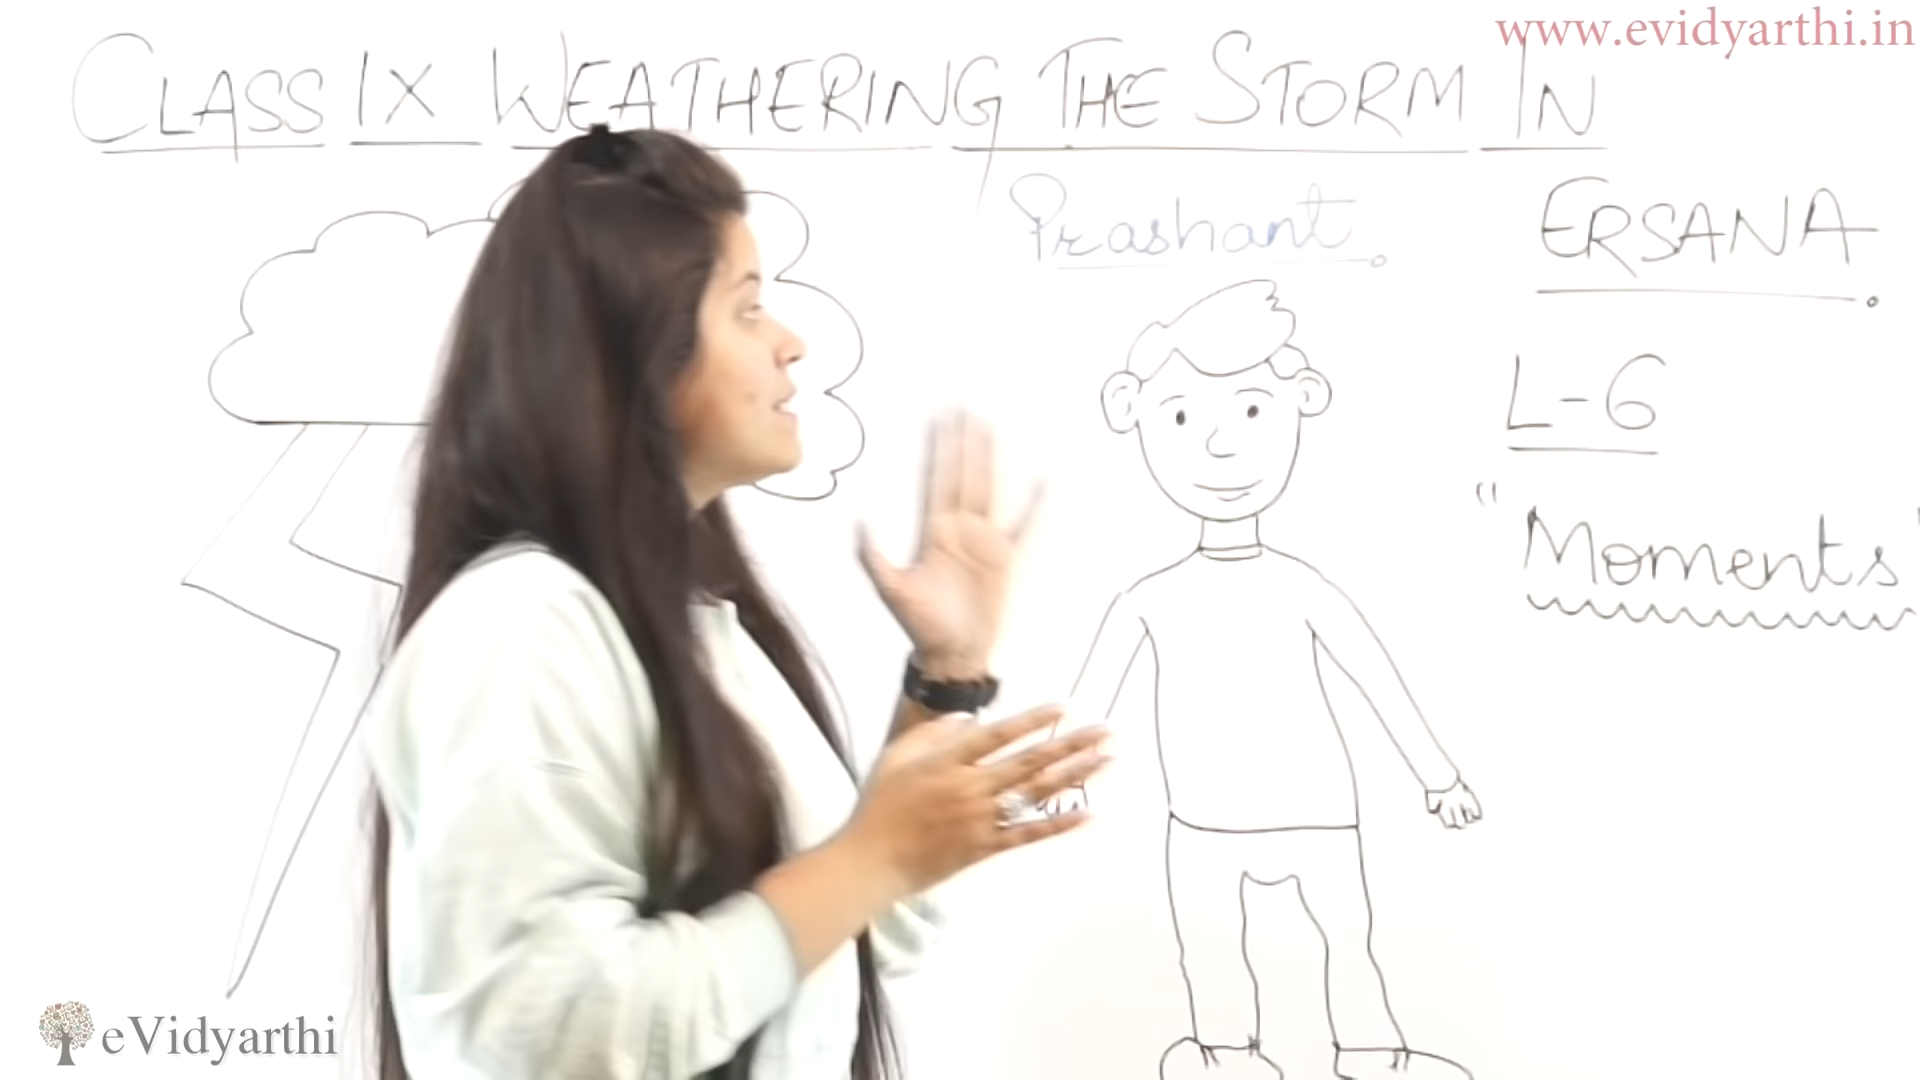 www.evidyarthi.in
CLASS IX WEATHERING THE STORM IN
ERSANA.
Prashant.
L-6
"Moments"
eVidyarthi